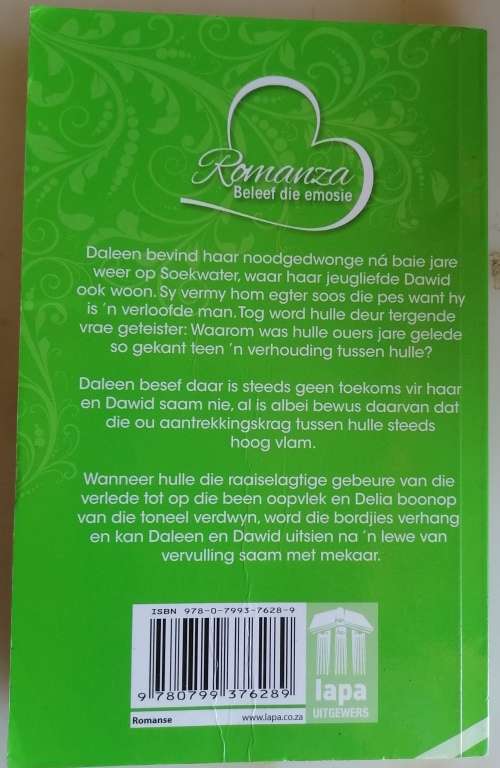 Romanza
Beleef die emosie
Daleen bevind haar noodgedwonge ná baie jare
weer op Soekwater, waar haar jeugliefde Dawid
ook woon. Sy vermy hom egter soos die pes want hy
is 'n verloofde man. Tog word hulle deur tergende
vrae geteister: Waarom was hulle ouers jare gelede
so gekant teen 'n verhouding tussen hulle?
Daleen besef daar is steeds geen toekoms vir haar
en Dawid saam nie, al is albei bewus daarvan dat
die ou aantrekkingskrag tussen hulle steeds
hoog vlam.
Wanneer hulle die raaiselagtige gebeure van die
verlede tot op die been oopvlek en Delia boonop
van die toneel verdwyn, word die bordjies verhang
en kan Daleen en Dawid uitsien na 'n lewe van
vervulling saam met mekaar.
ISBN 978-0-7993-7628-9
9 780799 376289
Romanse www.lapa.co.za
lapa
UITGEWERS